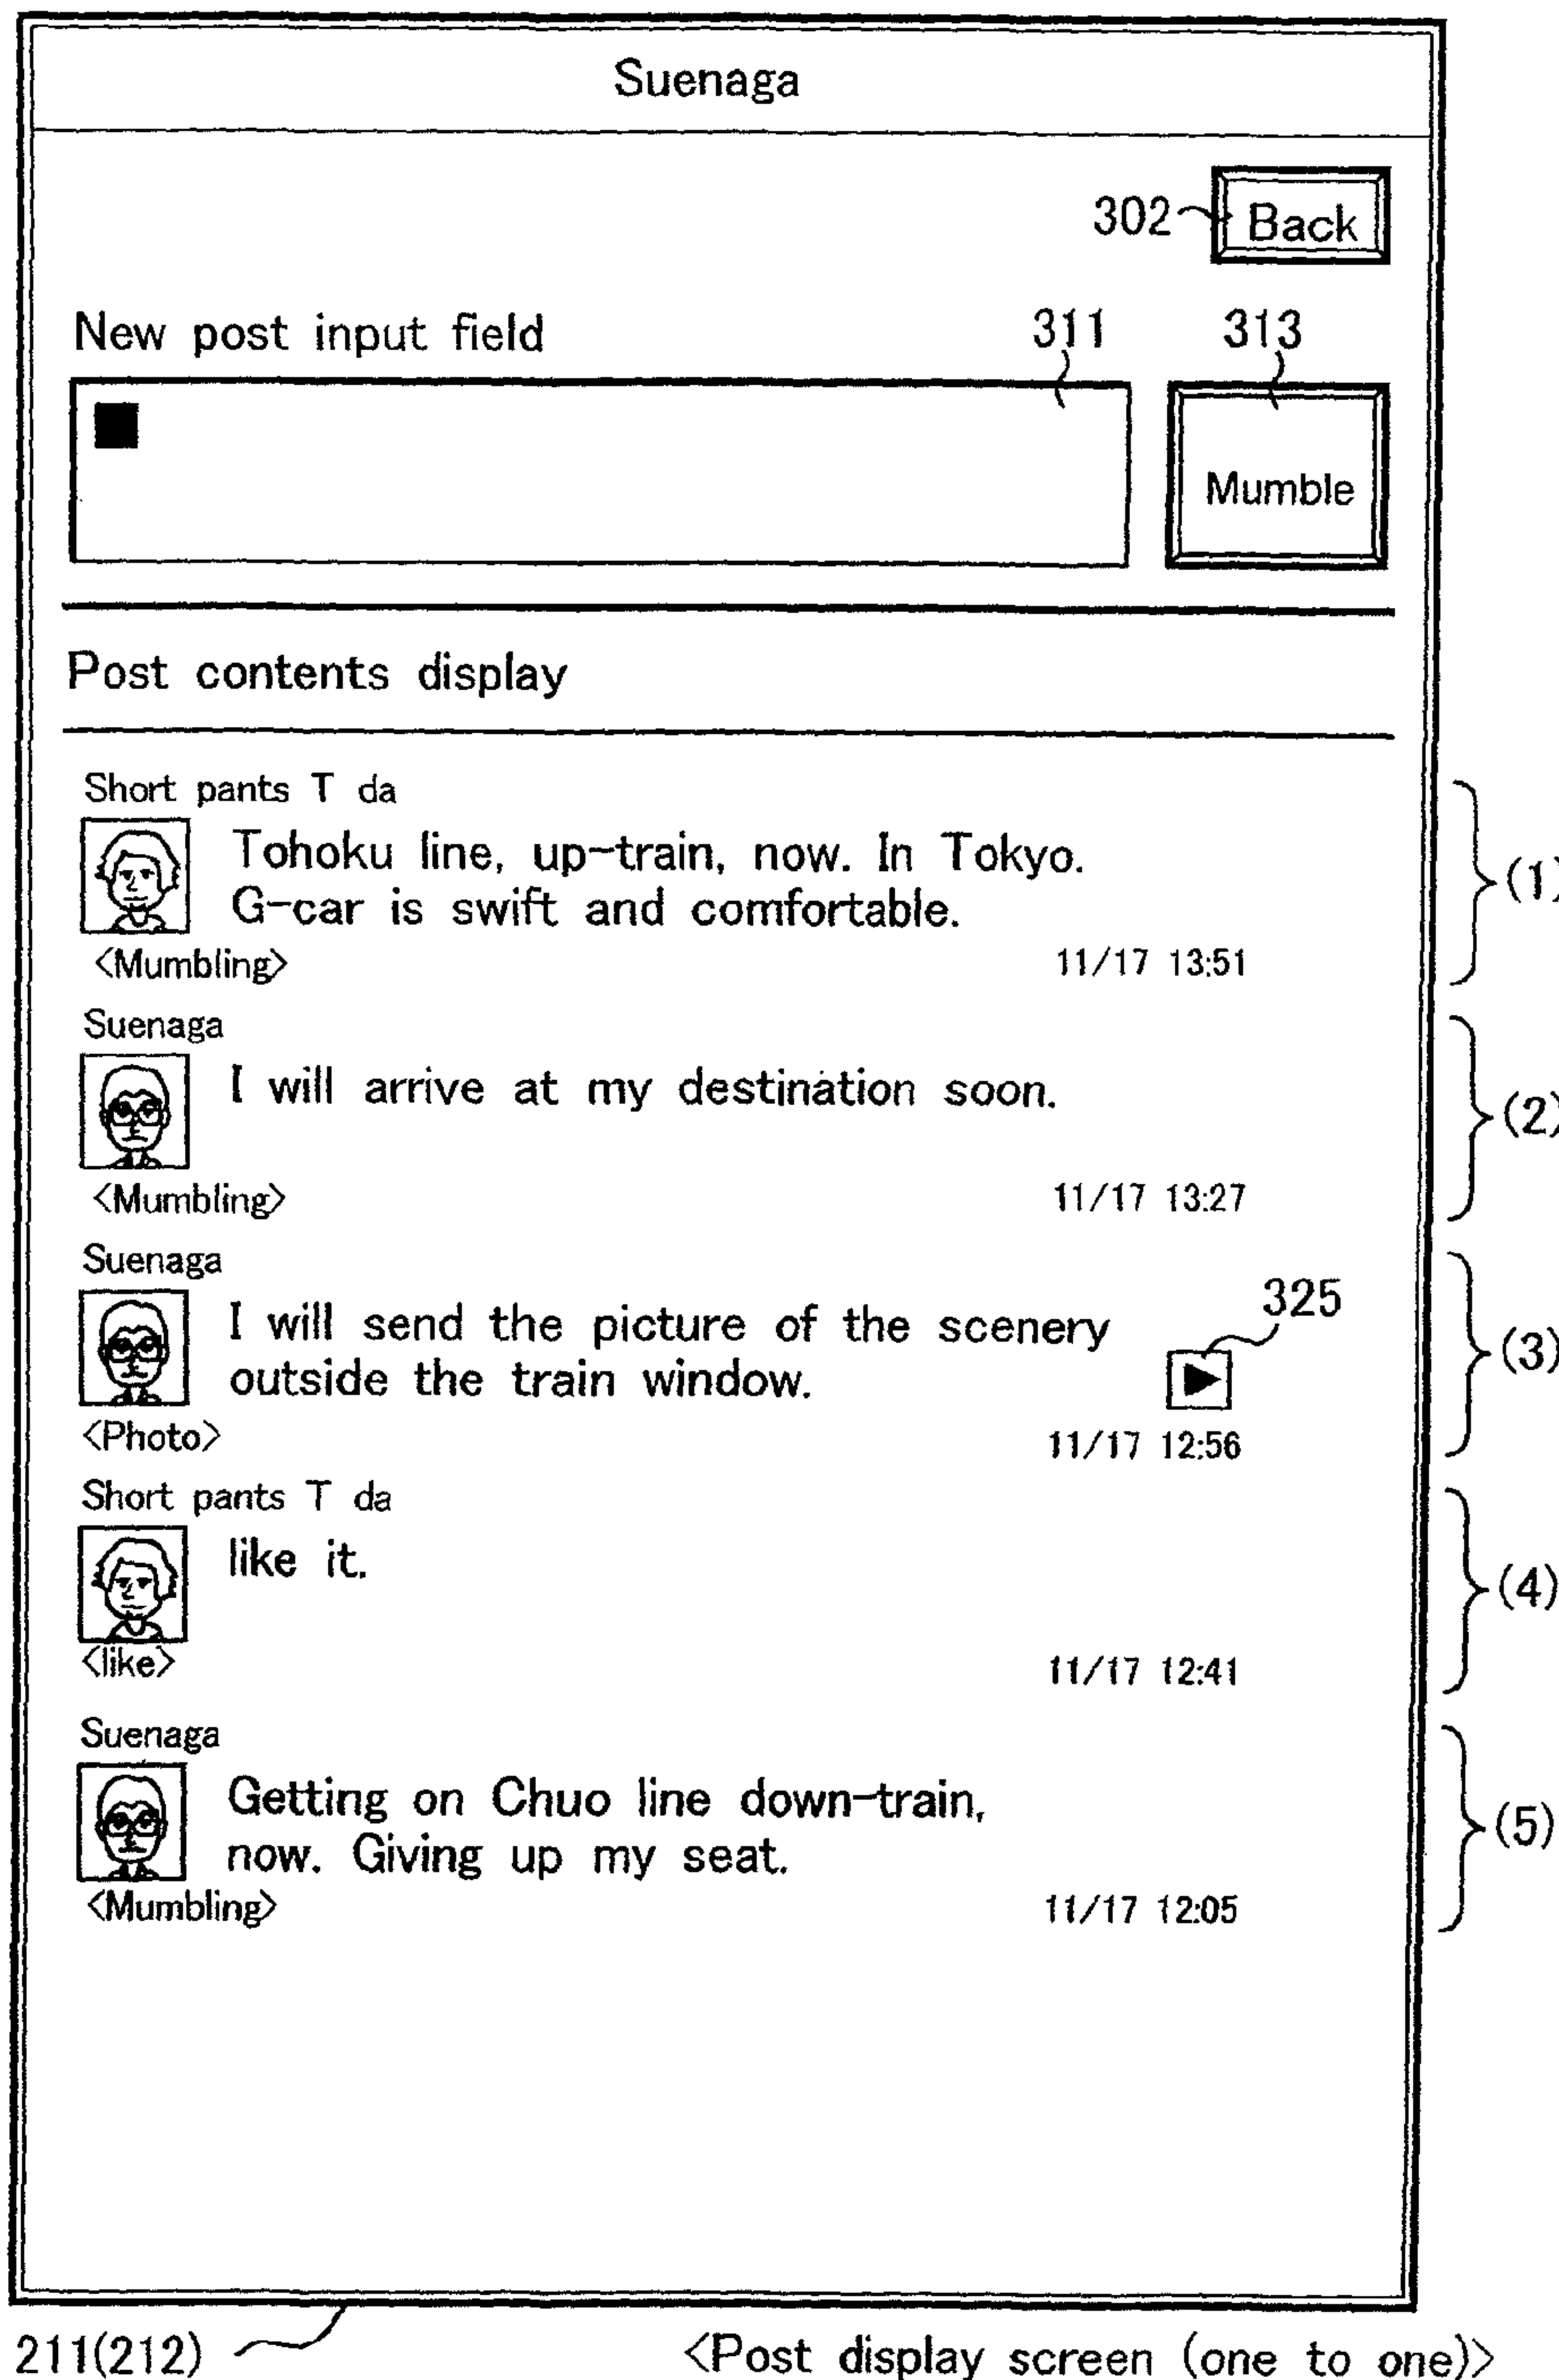 Suenaga
302 Back
New post input field 311 313
Mumble
Post contents display
Short pants T da
Tohoku line, up-train, now. In Tokyo.
G-car is swift and comfortable.
(1)
<Mumbling> 11/17 13:51
Suenaga
I will arrive at my destination soon.
(2)
<Mumbling> 11/17 13:27
Suenaga
I will send the picture of the scenery 325
outside the train window.
(3)
<Photo> 11/17 12:56
Short pants T da
like it.
(4)
<like> 11/17 12:41
Suenaga
Getting on Chuo line down-train,
now. Giving up my seat.
(5)
<Mumbling> 11/17 12:05
211(212) <Post display screen (one to one)>